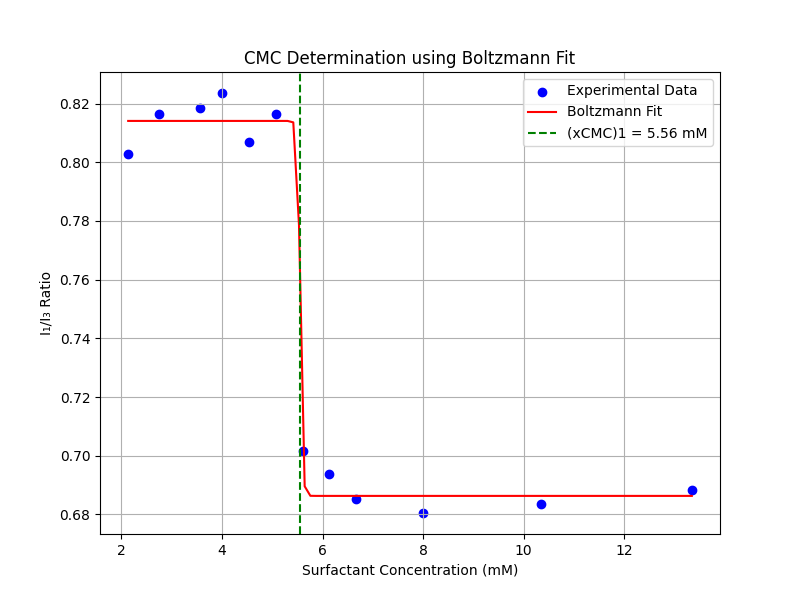 CMC Determination using Boltzmann Fit
Experimental Data
Boltzmann Fit
(xCMC)1 = 5.56 mM
I₁/I₃ Ratio
0.82
0.80
0.78
0.76
0.74
0.72
0.70
0.68
2 4 6 8 10 12
Surfactant Concentration (mM)